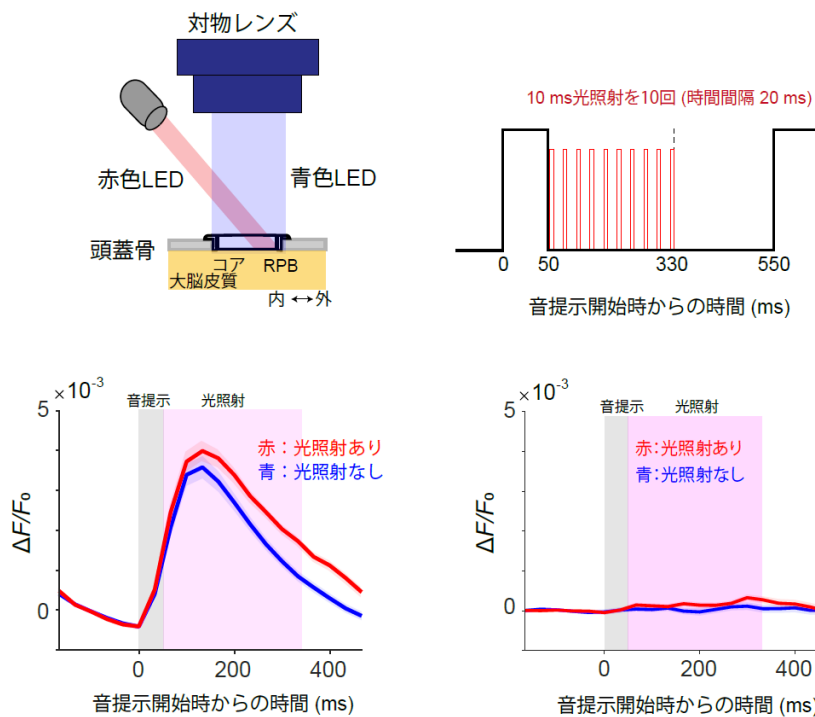 対物レンズ
赤色LED
青色LED
頭蓋骨
コア
RPB
大脳皮質
内 ↔ 外
10 ms光照射を10回 (時間間隔 20 ms)
0
50
330
550
音提示開始時からの時間 (ms)
×10⁻³
5
0
ΔF/F₀
音提示
光照射
赤：光照射あり
青：光照射なし
0
200
400
音提示開始時からの時間 (ms)
×10⁻³
5
0
ΔF/F₀
音提示
光照射
赤:光照射あり
青:光照射なし
0
200
400
音提示開始時からの時間 (ms)